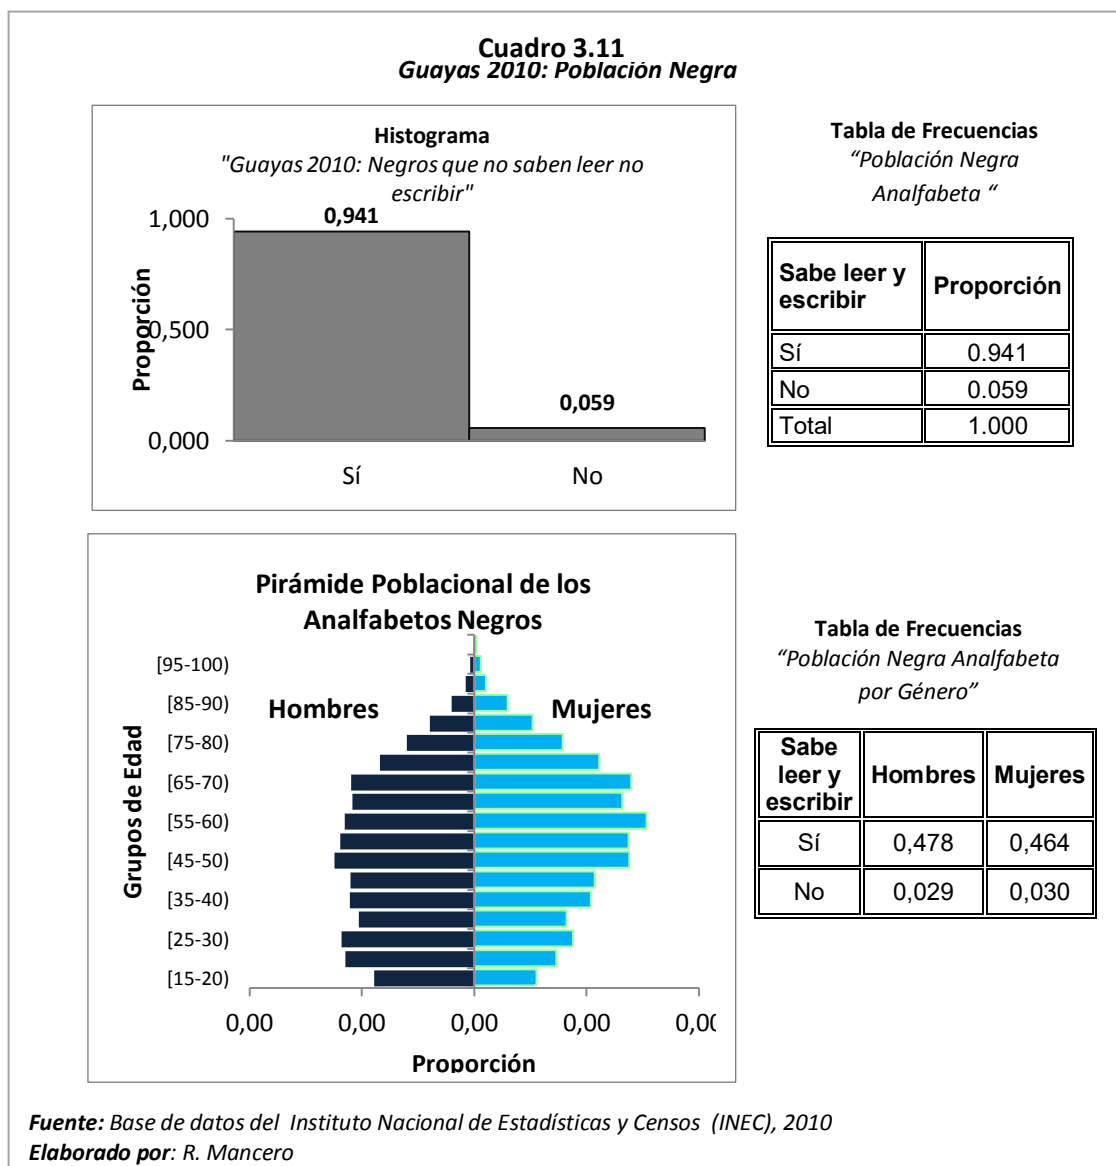 Cuadro 3.11
Guayas 2010: Población Negra
Histograma
"Guayas 2010: Negros que no saben leer no
escribir"
1,000
0,941
0,500
0,059
0,000
Proporción
Sí
No
Tabla de Frecuencias
“Población Negra
Analfabeta “
Sabe leer y
escribir
Proporción
Sí 0.941
No 0.059
Total 1.000
Pirámide Poblacional de los
Analfabetos Negros
Hombres
Mujeres
Grupos de Edad
[95-100)
[85-90)
[75-80)
[65-70)
[55-60)
[45-50)
[35-40)
[25-30)
[15-20)
0,00 0,00 0,00 0,00 0,0
Proporción
Tabla de Frecuencias
“Población Negra Analfabeta
por Género”
Sabe
leer y
escribir
Hombres Mujeres
Sí 0,478 0,464
No 0,029 0,030
Fuente: Base de datos del Instituto Nacional de Estadísticas y Censos (INEC), 2010
Elaborado por: R. Mancero